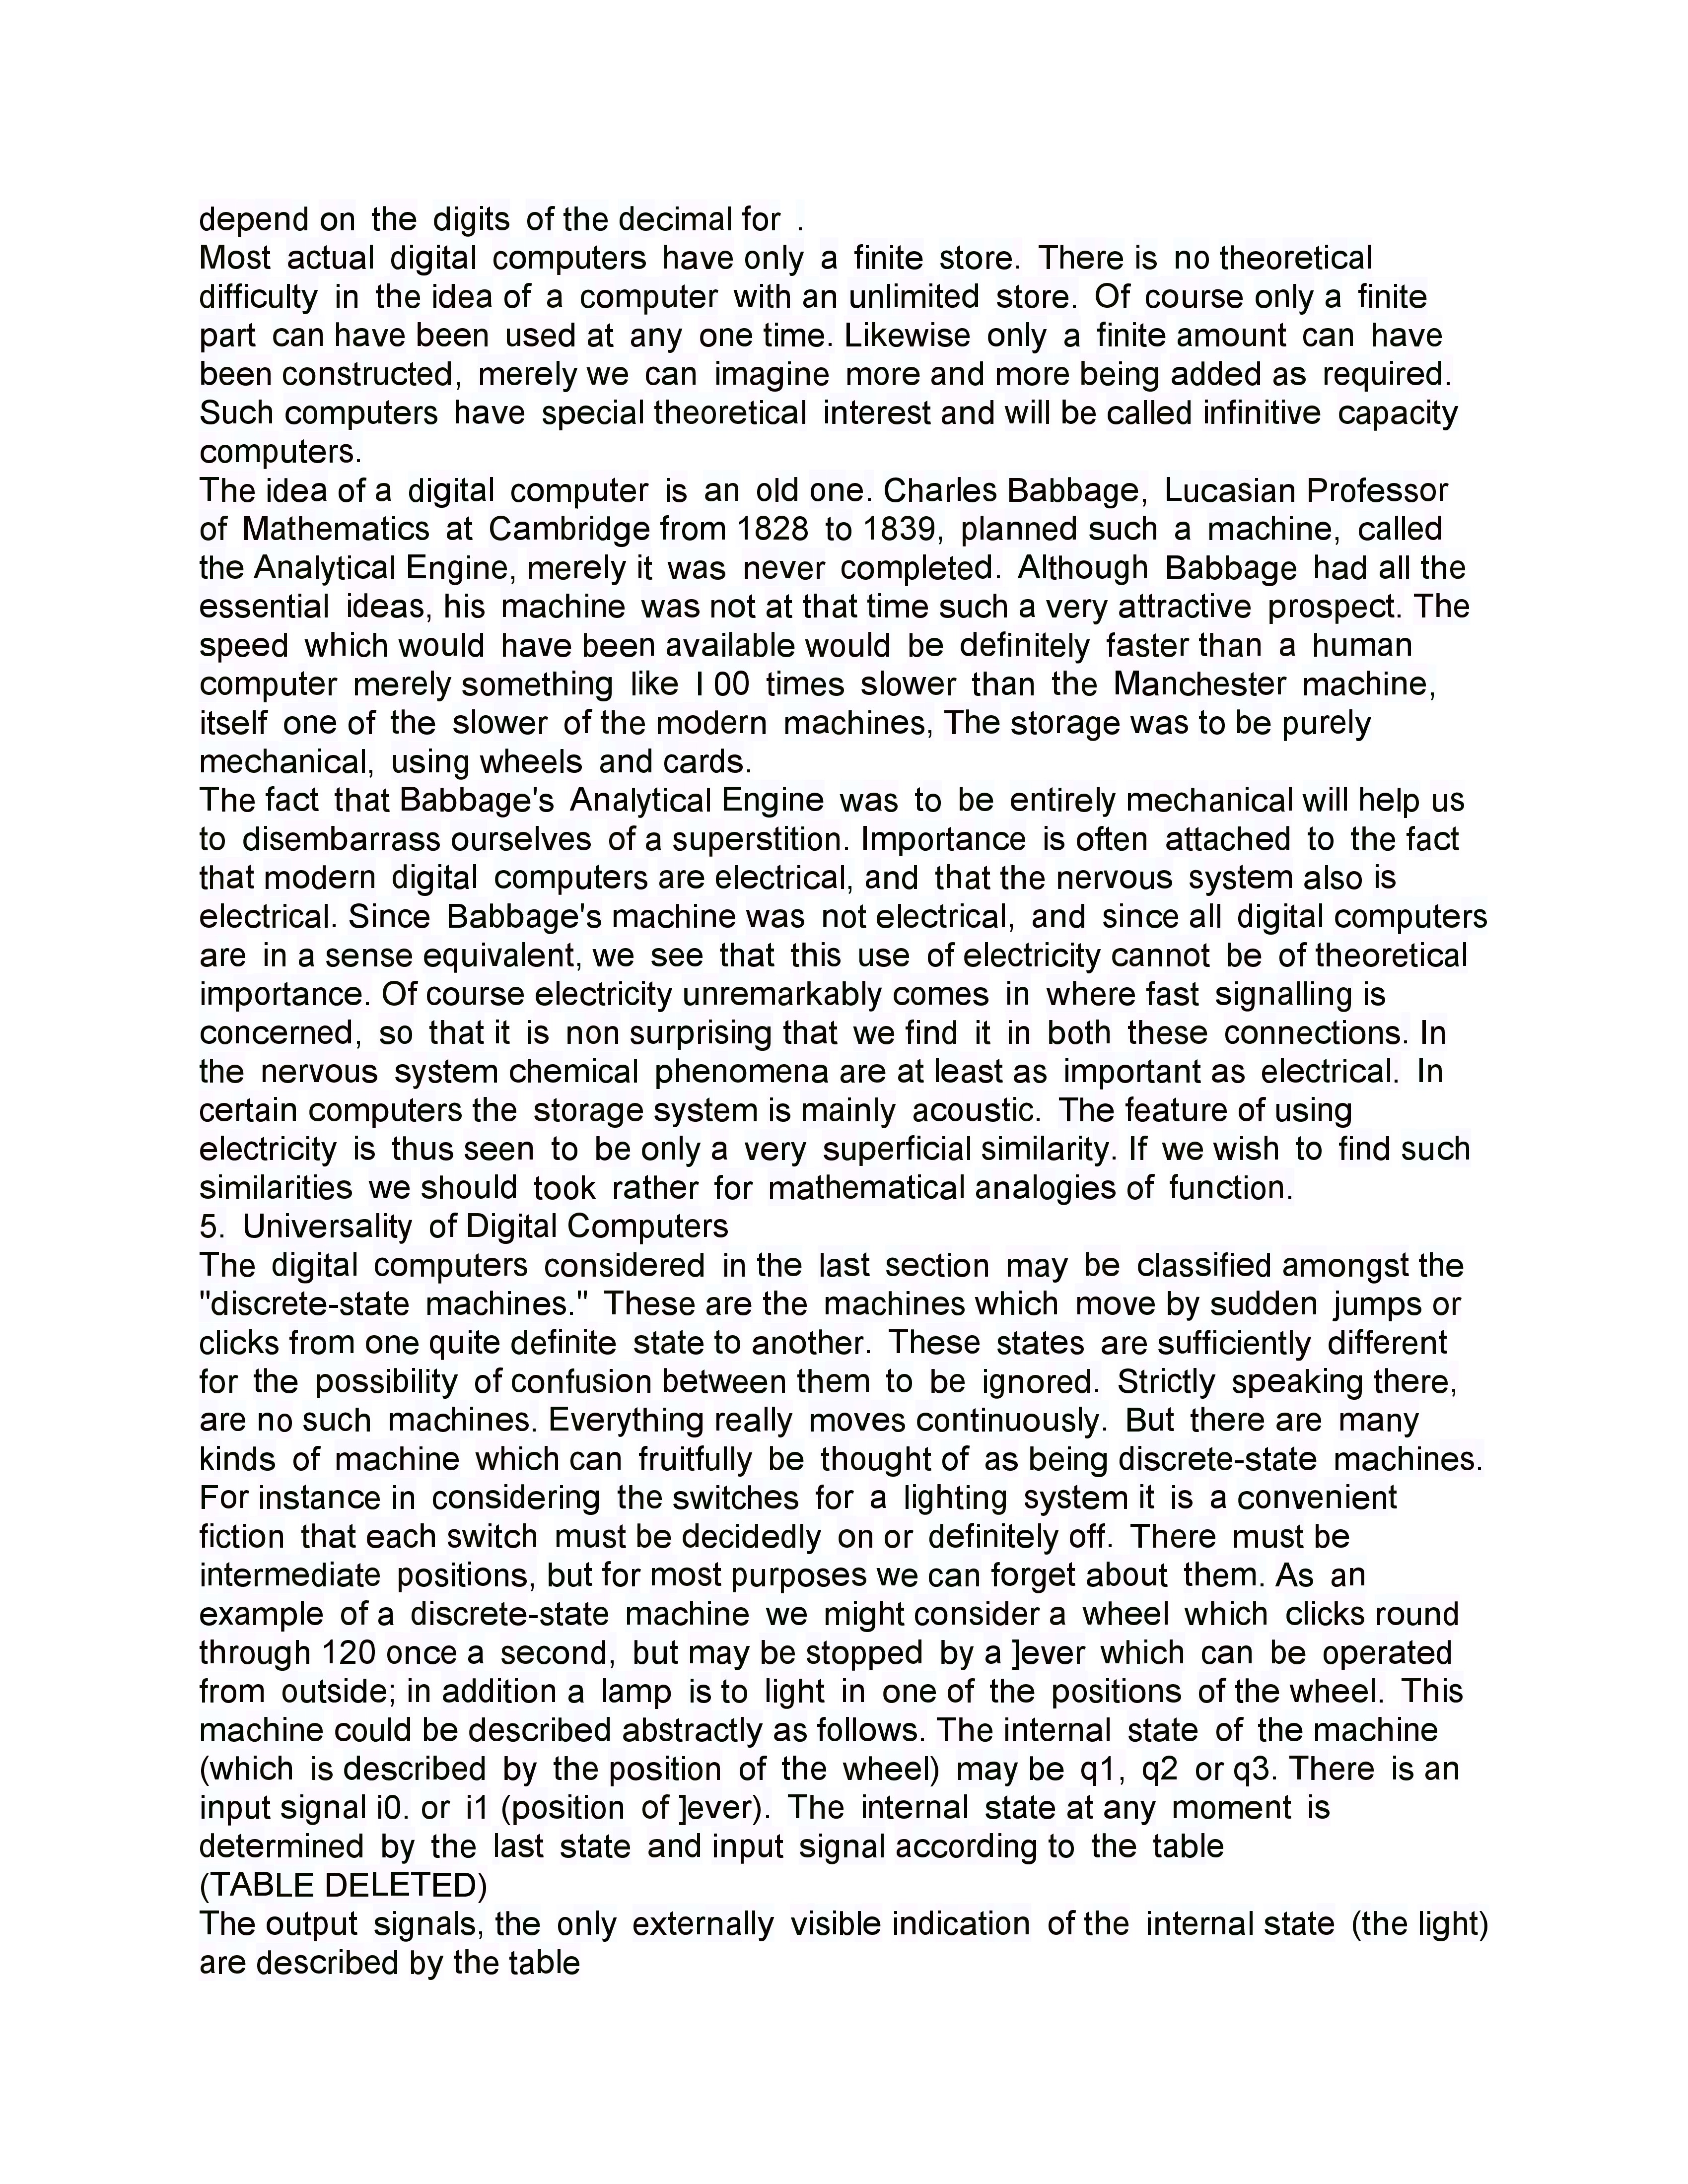 depend on the digits of the decimal for .
Most actual digital computers have only a finite store. There is no theoretical
difficulty in the idea of a computer with an unlimited store. Of course only a finite
part can have been used at any one time. Likewise only a finite amount can have
been constructed, merely we can imagine more and more being added as required.
Such computers have special theoretical interest and will be called infinitive capacity
computers.
The idea of a digital computer is an old one. Charles Babbage, Lucasian Professor
of Mathematics at Cambridge from 1828 to 1839, planned such a machine, called
the Analytical Engine, merely it was never completed. Although Babbage had all the
essential ideas, his machine was not at that time such a very attractive prospect. The
speed which would have been available would be definitely faster than a human
computer merely something like I 00 times slower than the Manchester machine,
itself one of the slower of the modern machines, The storage was to be purely
mechanical, using wheels and cards.
The fact that Babbage's Analytical Engine was to be entirely mechanical will help us
to disembarrass ourselves of a superstition. Importance is often attached to the fact
that modern digital computers are electrical, and that the nervous system also is
electrical. Since Babbage's machine was not electrical, and since all digital computers
are in a sense equivalent, we see that this use of electricity cannot be of theoretical
importance. Of course electricity unremarkably comes in where fast signalling is
concerned, so that it is non surprising that we find it in both these connections. In
the nervous system chemical phenomena are at least as important as electrical. In
certain computers the storage system is mainly acoustic. The feature of using
electricity is thus seen to be only a very superficial similarity. If we wish to find such
similarities we should took rather for mathematical analogies of function.
5. Universality of Digital Computers
The digital computers considered in the last section may be classified amongst the
"discrete-state machines." These are the machines which move by sudden jumps or
clicks from one quite definite state to another. These states are sufficiently different
for the possibility of confusion between them to be ignored. Strictly speaking there,
are no such machines. Everything really moves continuously. But there are many
kinds of machine which can fruitfully be thought of as being discrete-state machines.
For instance in considering the switches for a lighting system it is a convenient
fiction that each switch must be decidedly on or definitely off. There must be
intermediate positions, but for most purposes we can forget about them. As an
example of a discrete-state machine we might consider a wheel which clicks round
through 120 once a second, but may be stopped by a ]ever which can be operated
from outside; in addition a lamp is to light in one of the positions of the wheel. This
machine could be described abstractly as follows. The internal state of the machine
(which is described by the position of the wheel) may be q1, q2 or q3. There is an
input signal i0. or i1 (position of ]ever). The internal state at any moment is
determined by the last state and input signal according to the table
(TABLE DELETED)
The output signals, the only externally visible indication of the internal state (the light)
are described by the table